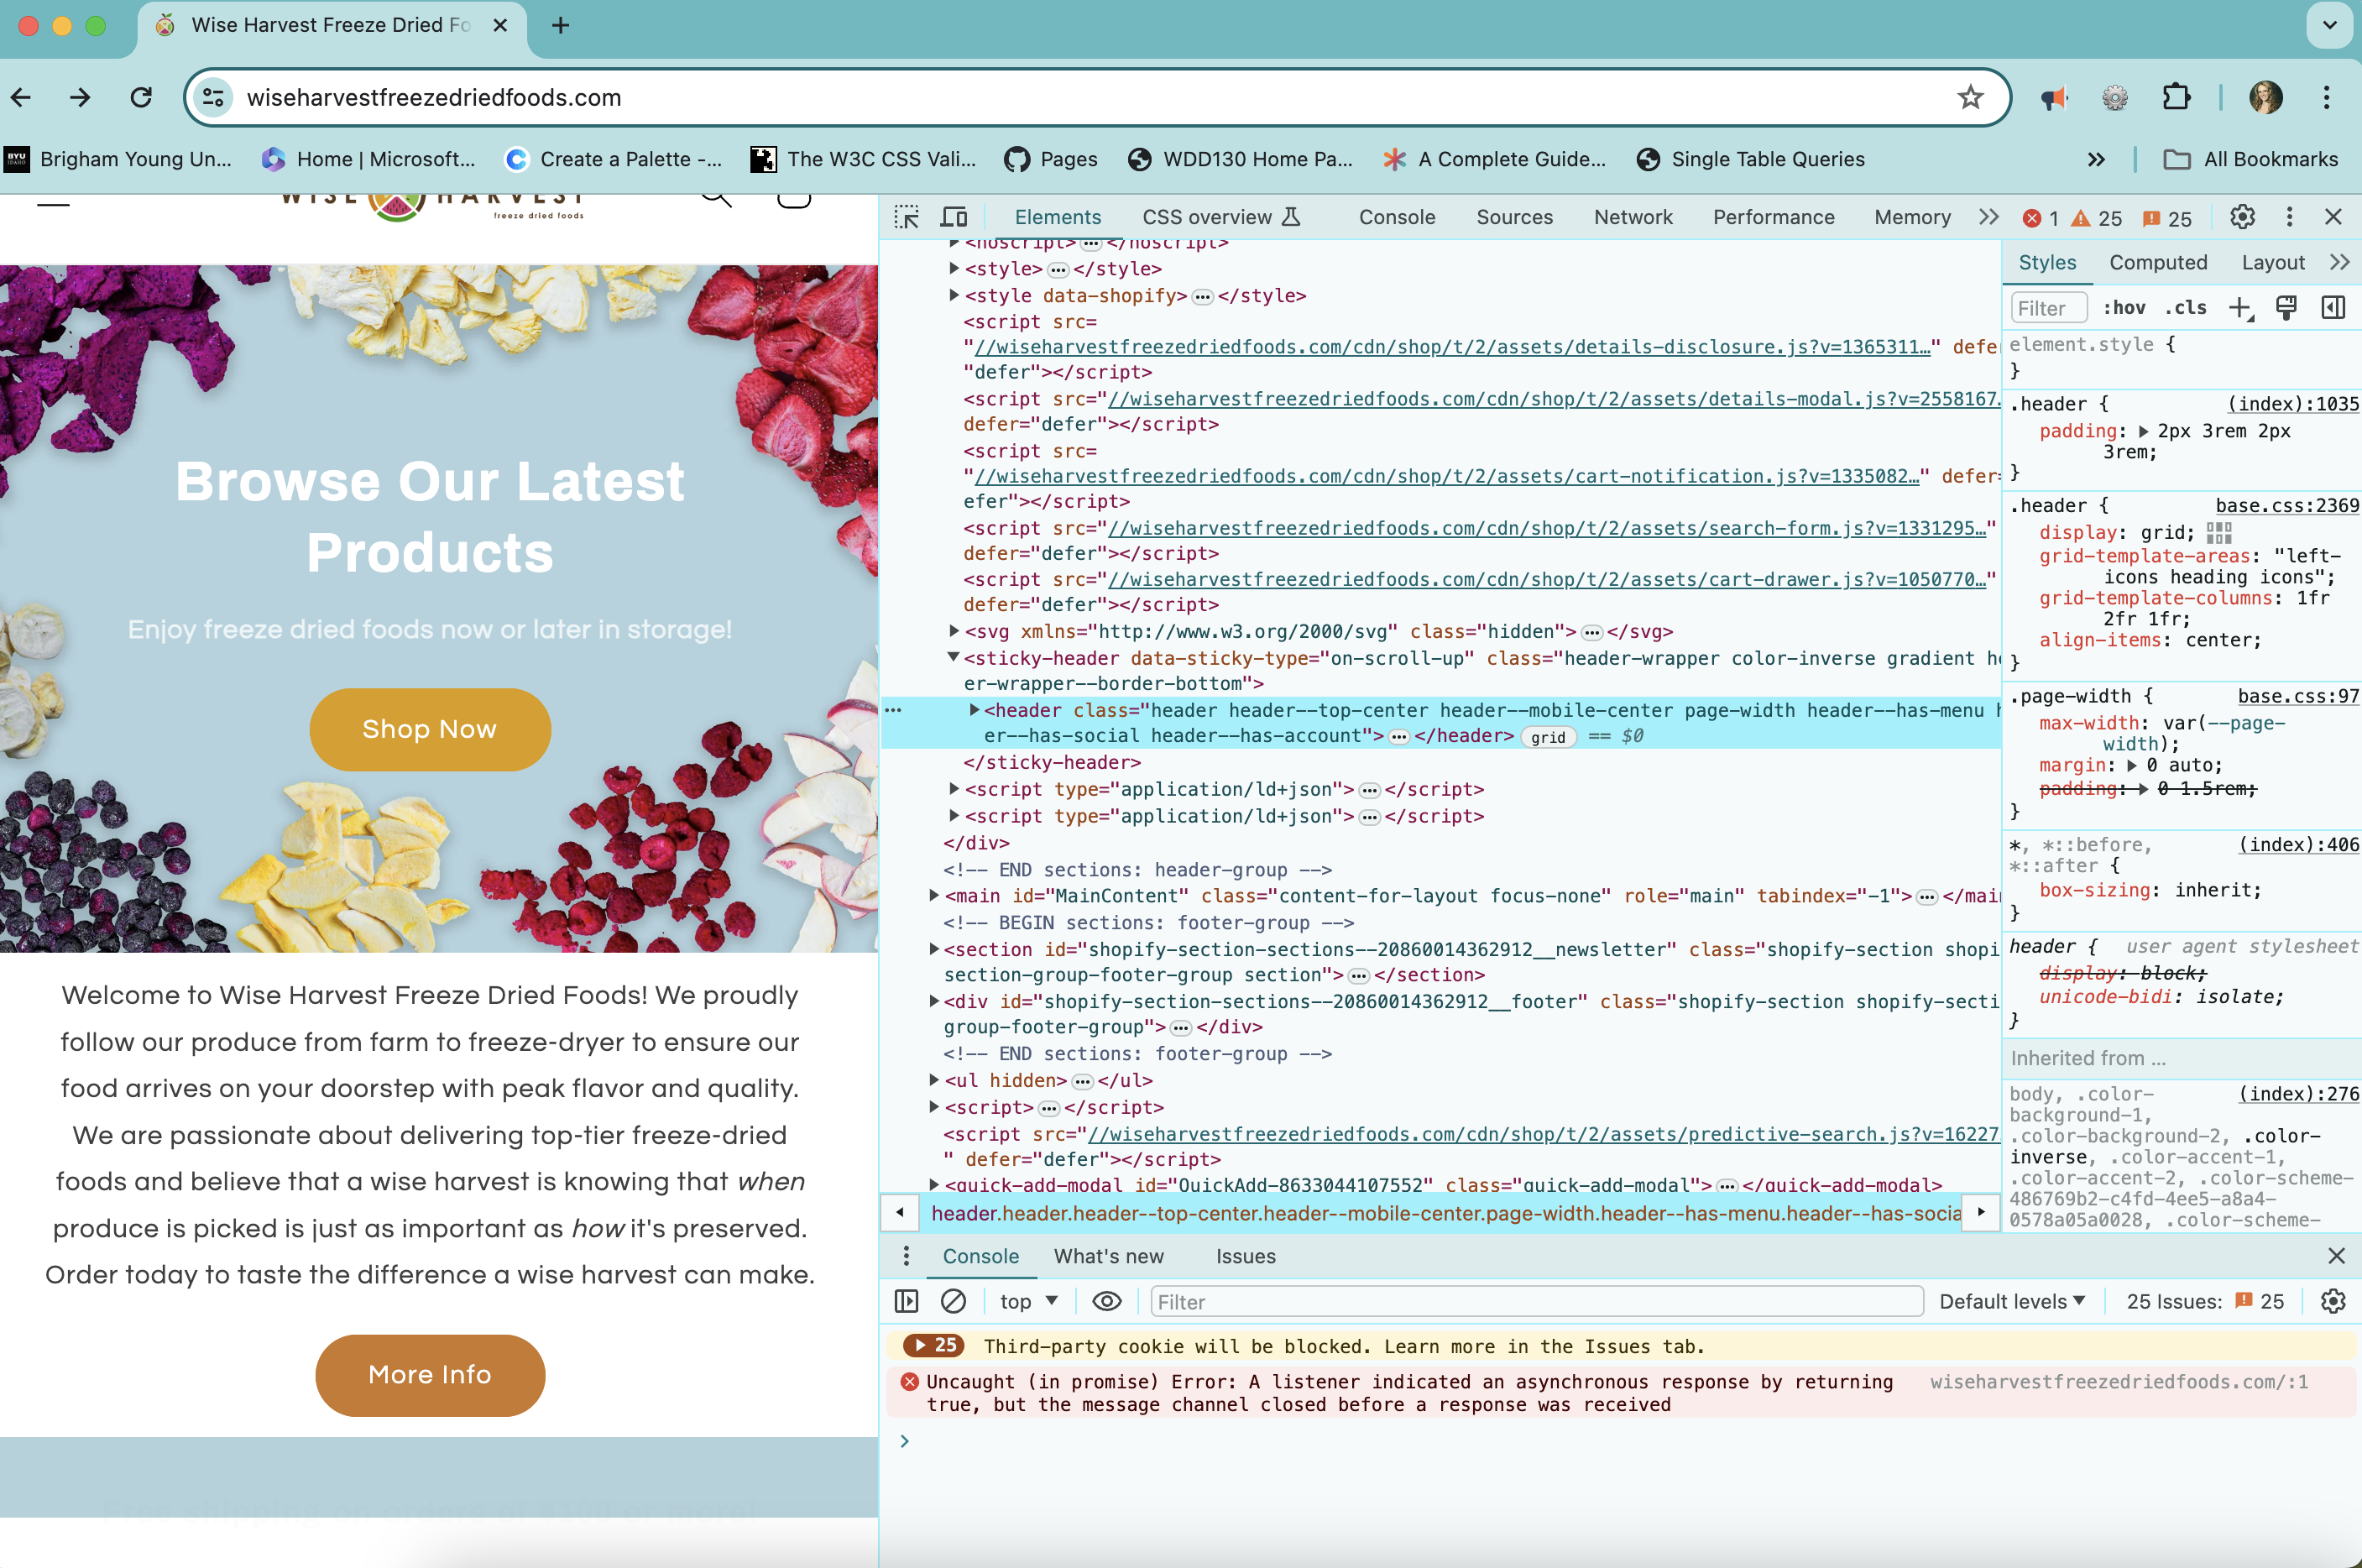 Wise Harvest Freeze Dried Fo
wiseharvestfreezedriedfoods.com
BYU
IDAHO
Brigham Young Un...
Home | Microsoft...
Create a Palette -...
The W3C CSS Vali...
Pages
WDD130 Home Pa...
A Complete Guide...
Single Table Queries
All Bookmarks
WISE HARVEST
freeze dried foods
Browse Our Latest
Products
Enjoy freeze dried foods now or later in storage!
Shop Now
Welcome to Wise Harvest Freeze Dried Foods! We proudly
follow our produce from farm to freeze-dryer to ensure our
food arrives on your doorstep with peak flavor and quality.
We are passionate about delivering top-tier freeze-dried
foods and believe that a wise harvest is knowing that when
produce is picked is just as important as how it's preserved.
Order today to taste the difference a wise harvest can make.
More Info
Free shipping on orders of $100 or more!
Elements
CSS overview
Console
Sources
Network
Performance
Memory
1
25
25
<noscript>…</noscript>
<style>…</style>
<style data-shopify>…</style>
<script src=
"//wiseharvestfreezedriedfoods.com/cdn/shop/t/2/assets/details-disclosure.js?v=1365311…" defe
"defer"></script>
<script src="//wiseharvestfreezedriedfoods.com/cdn/shop/t/2/assets/details-modal.js?v=2558167
defer="defer"></script>
<script src=
"//wiseharvestfreezedriedfoods.com/cdn/shop/t/2/assets/cart-notification.js?v=1335082…" defer=
efer"></script>
<script src="//wiseharvestfreezedriedfoods.com/cdn/shop/t/2/assets/search-form.js?v=1331295…"
defer="defer"></script>
<script src="//wiseharvestfreezedriedfoods.com/cdn/shop/t/2/assets/cart-drawer.js?v=1050770…"
defer="defer"></script>
<svg xmlns="http://www.w3.org/2000/svg" class="hidden">…</svg>
<sticky-header data-sticky-type="on-scroll-up" class="header-wrapper color-inverse gradient he
er-wrapper--border-bottom">
<header class="header header--top-center header--mobile-center page-width header--has-menu h
er--has-social header--has-account">…</header> grid == $0
</sticky-header>
<script type="application/ld+json">…</script>
<script type="application/ld+json">…</script>
</div>
<!-- END sections: header-group -->
<main id="MainContent" class="content-for-layout focus-none" role="main" tabindex="-1">…</mai
<!-- BEGIN sections: footer-group -->
<section id="shopify-section-sections--20860014362912__newsletter" class="shopify-section shopi
section-group-footer-group section">…</section>
<div id="shopify-section-sections--20860014362912__footer" class="shopify-section shopify-secti
group-footer-group">…</div>
<!-- END sections: footer-group -->
<ul hidden>…</ul>
<script>…</script>
<script src="//wiseharvestfreezedriedfoods.com/cdn/shop/t/2/assets/predictive-search.js?v=16227
" defer="defer"></script>
<quick-add-modal id="QuickAdd-8633044107552" class="quick-add-modal">…</quick-add-modal>
header.header.header--top-center.header--mobile-center.page-width.header--has-menu.header--has-socia
Styles
Computed
Layout
Filter
:hov
.cls
element.style {
}
.header { (index):1035
padding: 2px 3rem 2px
3rem;
}
.header { base.css:2369
display: grid;
grid-template-areas: "left-
icons heading icons";
grid-template-columns: 1fr
2fr 1fr;
align-items: center;
}
.page-width { base.css:97
max-width: var(--page-
width);
margin: 0 auto;
padding: 0 1.5rem;
}
*, *::before, (index):406
*::after {
box-sizing: inherit;
}
header { user agent stylesheet
display: block;
unicode-bidi: isolate;
}
Inherited from ...
body, .color- (index):276
background-1,
.color-background-2, .color-
inverse, .color-accent-1,
.color-accent-2, .color-scheme-
486769b2-c4fd-4ee5-a8a4-
0578a05a0028, .color-scheme-
Console
What's new
Issues
top
Filter
Default levels
25 Issues:
25
25 Third-party cookie will be blocked. Learn more in the Issues tab.
Uncaught (in promise) Error: A listener indicated an asynchronous response by returning wiseharvestfreezedriedfoods.com/:1
true, but the message channel closed before a response was received